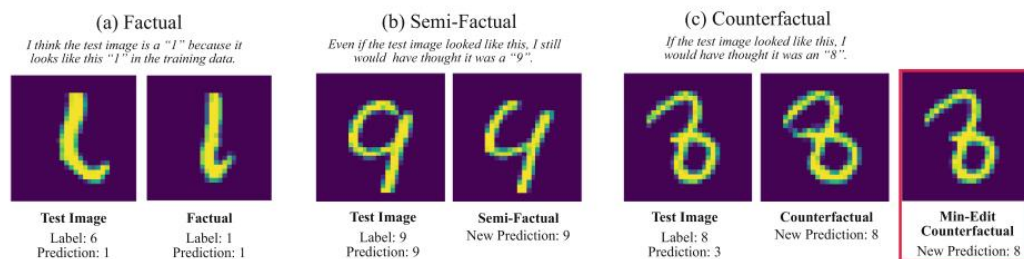 (a) Factual
I think the test image is a “1” because it
looks like this “1” in the training data.
Test Image
Label: 6
Prediction: 1
Factual
Label: 1
Prediction: 1
(b) Semi-Factual
Even if the test image looked like this, I still
would have thought it was a “9”.
Test Image
Label: 9
Prediction: 9
Semi-Factual
New Prediction: 9
(c) Counterfactual
If the test image looked like this, I
would have thought it was an “8”.
Test Image
Label: 8
Prediction: 3
Counterfactual
New Prediction: 8
Min-Edit
Counterfactual
New Prediction: 8